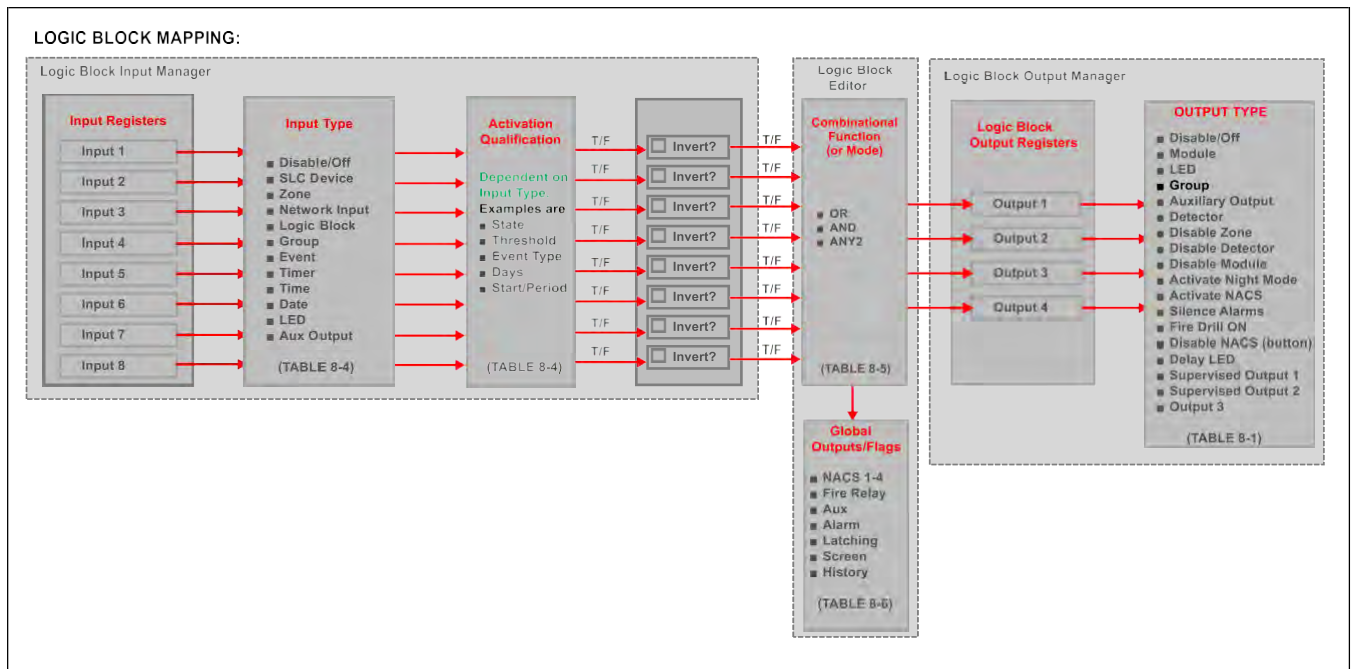 LOGIC BLOCK MAPPING:
Logic Block Input Manager
Input Registers
Input 1
Input 2
Input 3
Input 4
Input 5
Input 6
Input 7
Input 8
Input Type
Disable/Off
SLC Device
Zone
Network Input
Logic Block
Group
Event
Timer
Time
Date
LED
Aux Output
(TABLE 8-4)
Activation
Qualification
Dependent on
Input Type.
Examples are
State
Threshold
Event Type
Days
Start/Period
(TABLE 8-4)
T/F
T/F
T/F
T/F
T/F
T/F
T/F
T/F
Invert?
Invert?
Invert?
Invert?
Invert?
Invert?
Invert?
Invert?
T/F
T/F
T/F
T/F
T/F
T/F
T/F
T/F
Logic Block
Editor
Combinational
Function
(or Mode)
OR
AND
ANY2
(TABLE 8-5)
Global
Outputs/Flags
NACS 1-4
Fire Relay
Aux
Alarm
Latching
Screen
History
(TABLE 8-6)
Logic Block Output Manager
Logic Block
Output Registers
Output 1
Output 2
Output 3
Output 4
OUTPUT TYPE
Disable/Off
Module
LED
Group
Auxiliary Output
Detector
Disable Zone
Disable Detector
Disable Module
Activate Night Mode
Activate NACS
Silence Alarms
Fire Drill ON
Disable NACS (button)
Delay LED
Supervised Output 1
Supervised Output 2
Output 3
(TABLE 8-1)